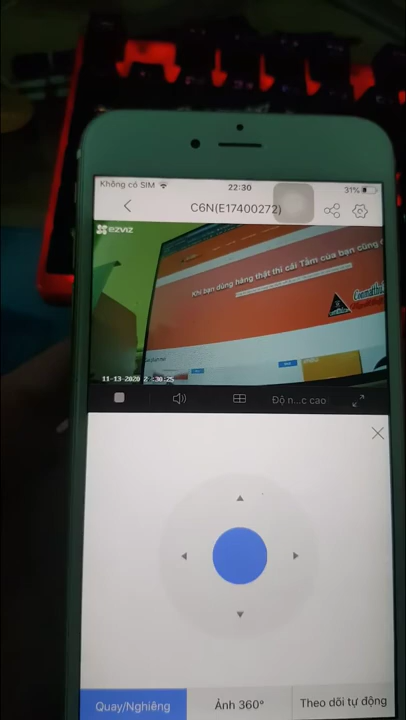 Không có SIM
22:30
31%
C6N(E17400272)
ezviz
Khi bạn dùng hàng thật thì cái Tầm của bạn cũng
11-13-2020
Độ n...c cao
Quay/Nghiêng
Ảnh 360°
Theo dõi tự động